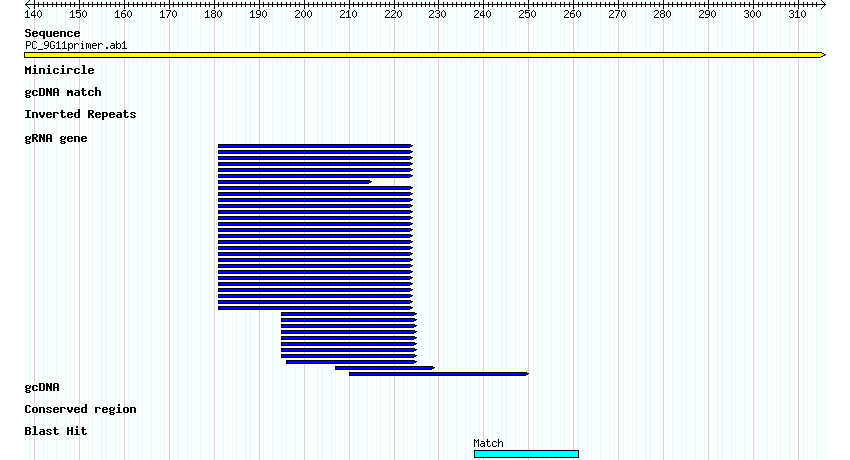 140 150 160 170 180 190 200 210 220 230 240 250 260 270 280 290 300 310
Sequence
PC_9G11primer.ab1
Minicircle
gcDNA match
Inverted Repeats
gRNA gene
gcDNA
Conserved region
Blast Hit
Match